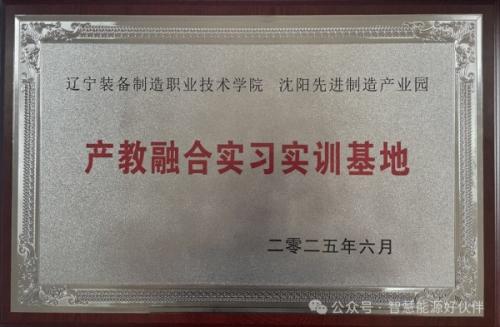 辽宁装备制造职业技术学院 沈阳先进制造产业园
产教融合实习实训基地
二零二五年六月
公众号·智慧能源好伙伴